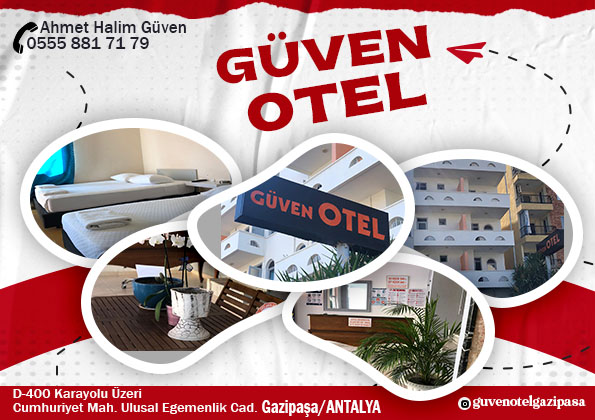 Ahmet Halim Güven
0555 881 71 79
GÜVEN
OTEL
GÜVEN OTEL
OTEL
D-400 Karayolu Üzeri
Cumhuriyet Mah. Ulusal Egemenlik Cad. Gazipaşa/ANTALYA
guvenotelgazipasa